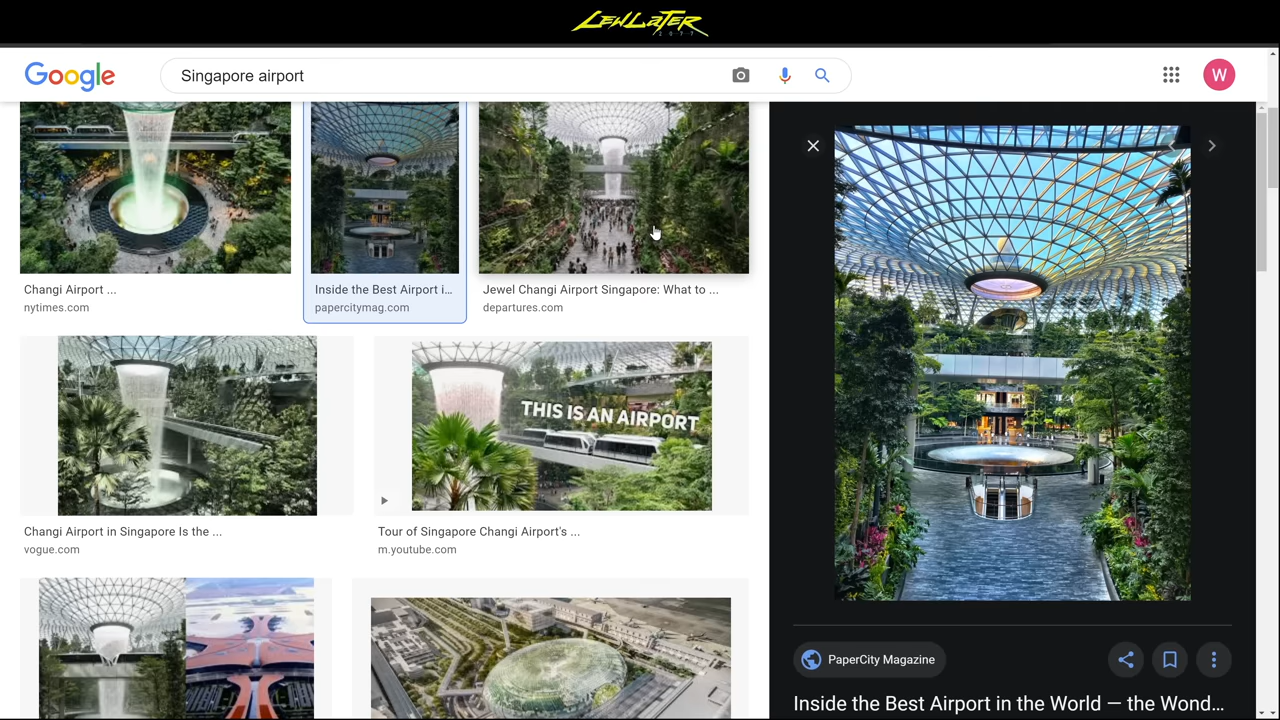 LEWLATER
2077
Google
Singapore airport
W
Changi Airport ...
nytimes.com
Inside the Best Airport i...
papercitymag.com
Jewel Changi Airport Singapore: What to ...
departures.com
THIS IS AN AIRPORT
Changi Airport in Singapore Is the ...
vogue.com
Tour of Singapore Changi Airport's ...
m.youtube.com
PaperCity Magazine
Inside the Best Airport in the World — the Wond...